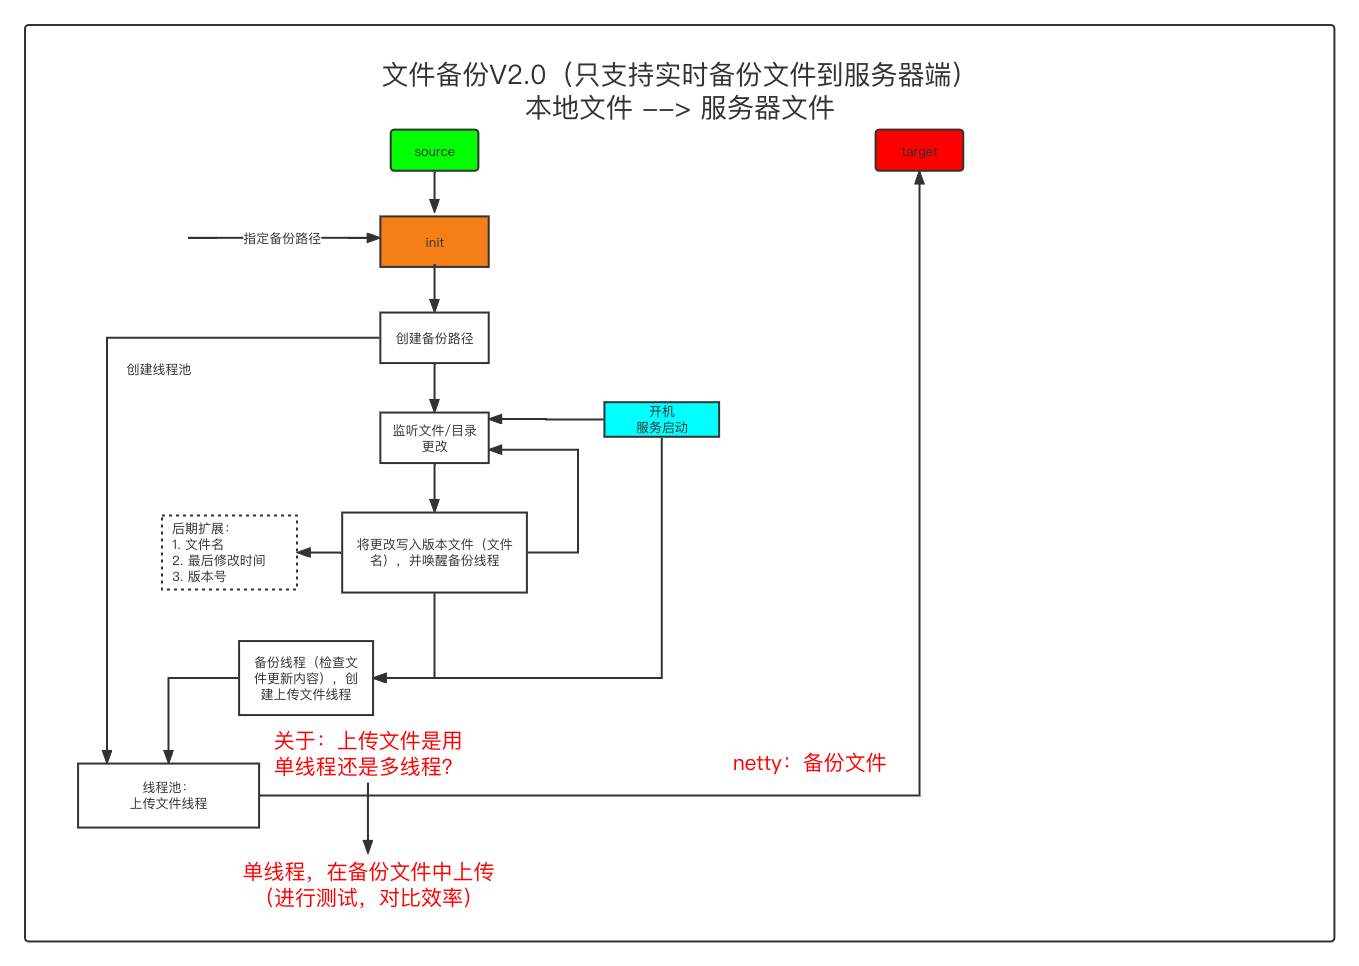 文件备份V2.0（只支持实时备份文件到服务器端）
本地文件 --> 服务器文件
source
target
指定备份路径
init
创建备份路径
创建线程池
监听文件/目录
更改
开机
服务启动
后期扩展：
1. 文件名
2. 最后修改时间
3. 版本号
将更改写入版本文件（文件
名），并唤醒备份线程
备份线程（检查文
件更新内容），创
建上传文件线程
关于：上传文件是用
单线程还是多线程？
netty：备份文件
线程池：
上传文件线程
单线程，在备份文件中上传
（进行测试，对比效率）